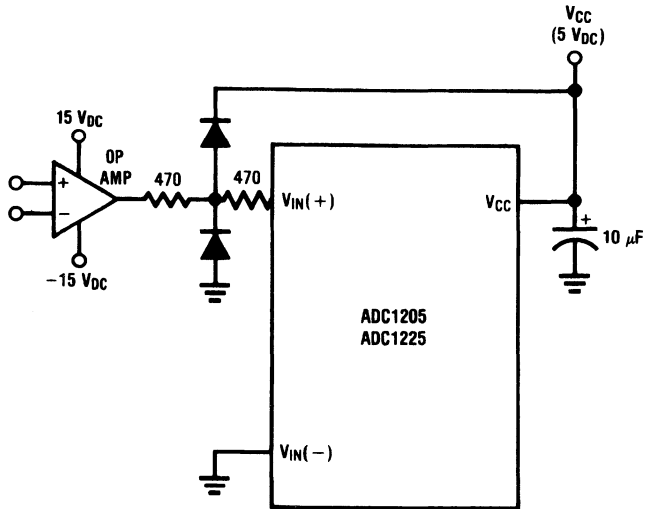 VCC
(5 VDC)
15 VDC
OP
AMP
+
−
470
470
−15 VDC
VIN(+)
VCC
+
10 μF
ADC1205
ADC1225
VIN(−)